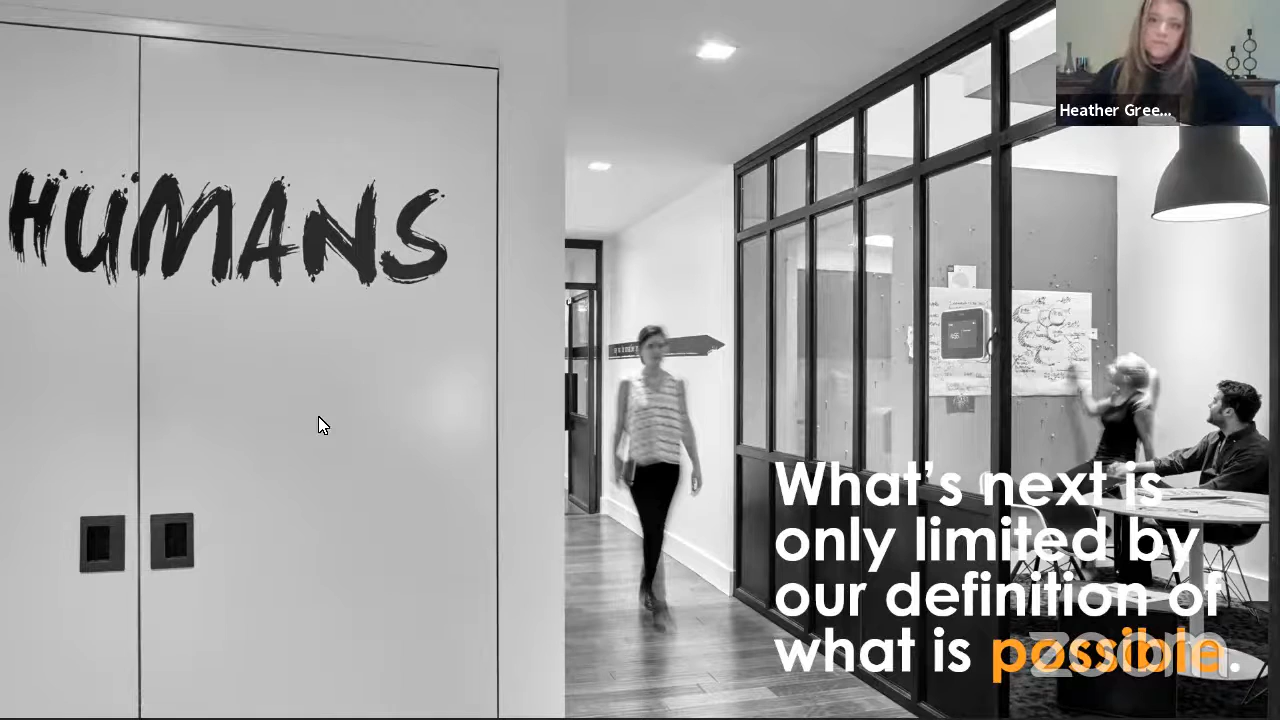 HUMANS
Heather Gree...
What's next is
only limited by
our definition of
what is possible.
zoom